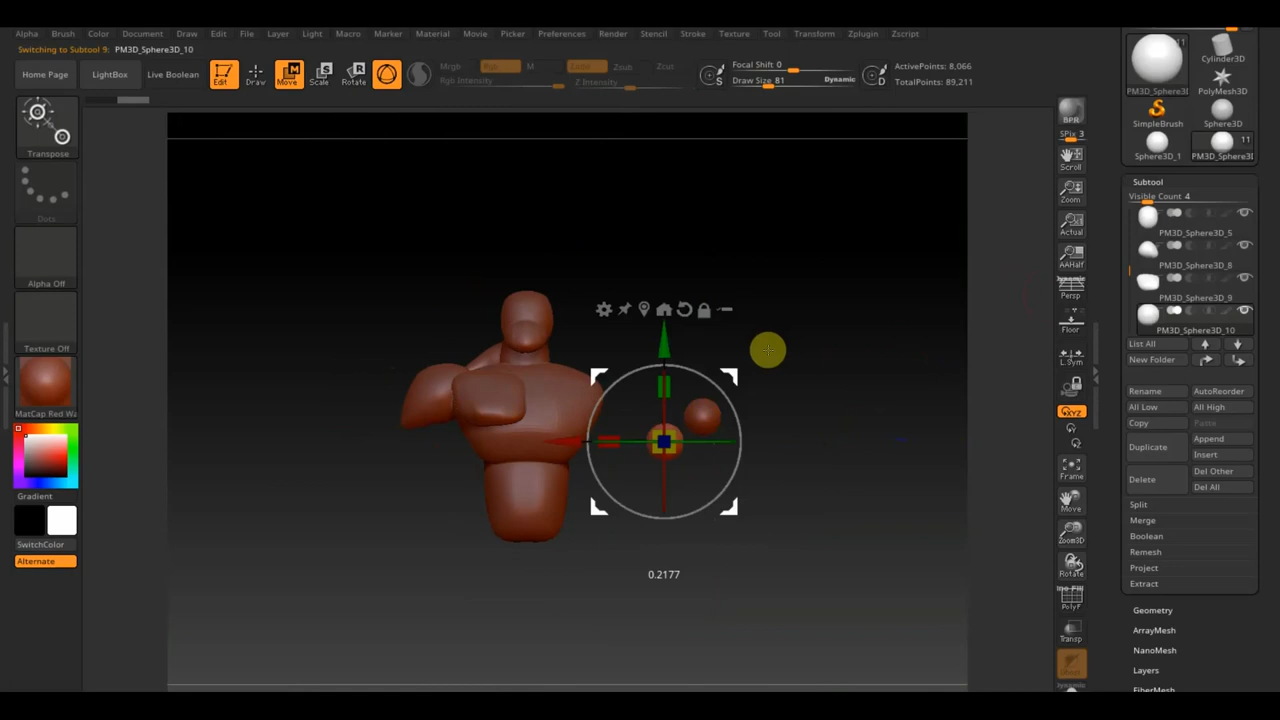 Alpha Brush Color Document Draw Edit File Layer Light Macro Marker Material Movie Picker Preferences Render Stencil Stroke Texture Tool Transform Zplugin Zscript
Switching to Subtool 9: PM3D_Sphere3D_10
Home Page LightBox Live Boolean Edit Draw Move Scale Rotate
Mrgb Rgb M Zadd Zsub Zcut
Rgb Intensity Z Intensity
Focal Shift 0
Draw Size 81 Dynamic
S
D
ActivePoints: 8,066
TotalPoints: 89,211
Transpose
Dots
Alpha Off
Texture Off
MatCap Red Wa
Gradient
SwitchColor
Alternate
0.2177
BPR
SPix 3
Scroll
Zoom
Actual
AAHalf
Dynamic
Persp
Floor
L.Sym
XYZ
Frame
Move
Zoom3D
Rotate
PolyF
Transp
Dynamic
11
PM3D_Sphere3D
Cylinder3D
PolyMesh3D
SimpleBrush
Sphere3D
Sphere3D_1
11
PM3D_Sphere3D
Subtool
Visible Count 4
PM3D_Sphere3D_5
PM3D_Sphere3D_8
PM3D_Sphere3D_9
PM3D_Sphere3D_10
List All
New Folder
Rename AutoReorder
All Low All High
Copy Paste
Duplicate Append
Insert
Delete Del Other
Del All
Split
Merge
Boolean
Remesh
Project
Extract
Geometry
ArrayMesh
NanoMesh
Layers
FiberMesh